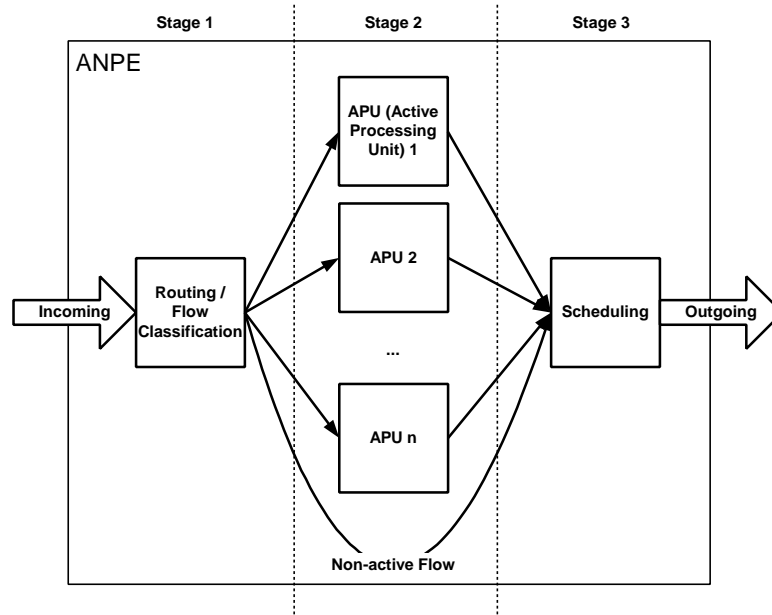 Stage 1
Stage 2
Stage 3
ANPE
APU (Active
Processing
Unit) 1
APU 2
Incoming
Routing /
Flow
Classification
Scheduling
Outgoing
...
APU n
Non-active Flow